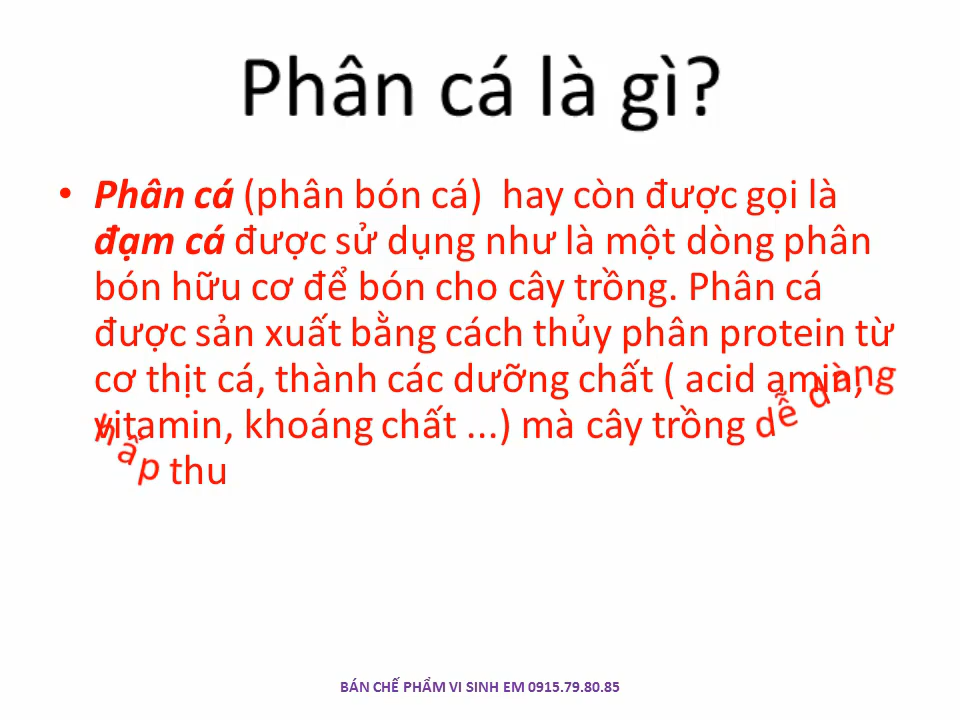 Phân cá là gì?
• Phân cá (phân bón cá) hay còn được gọi là
đạm cá được sử dụng như là một dòng phân
bón hữu cơ để bón cho cây trồng. Phân cá
được sản xuất bằng cách thủy phân protein từ
cơ thịt cá, thành các dưỡng chất ( acid amin,
vitamin, khoáng chất ...) mà cây trồng dễ dàng
hấp thu
BÁN CHẾ PHẨM VI SINH EM 0915.79.80.85